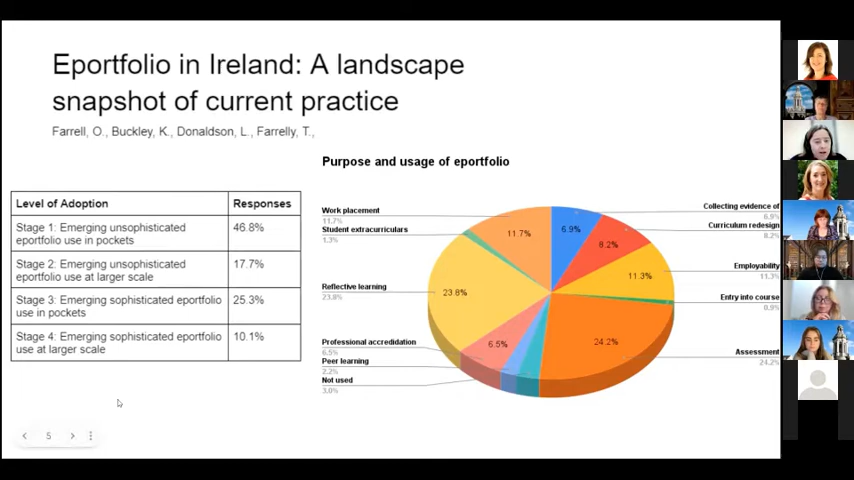 Eportfolio in Ireland: A landscape
snapshot of current practice
Farrell, O., Buckley, K., Donaldson, L., Farrelly, T.,
Level of Adoption Responses
Stage 1: Emerging unsophisticated
eportfolio use in pockets
46.8%
Stage 2: Emerging unsophisticated
eportfolio use at larger scale
17.7%
Stage 3: Emerging sophisticated eportfolio
use in pockets
25.3%
Stage 4: Emerging sophisticated eportfolio
use at larger scale
10.1%
Purpose and usage of eportfolio
Work placement
11.7%
Student extracurriculars
1.3%
Reflective learning
23.8%
Professional accredidation
6.5%
Peer learning
2.2%
Not used
3.0%
11.7%
6.9%
8.2%
11.3%
24.2%
6.5%
23.8%
Collecting evidence of
6.9%
Curriculum redesign
8.2%
Employability
11.3%
Entry into course
0.9%
Assessment
24.2%
5